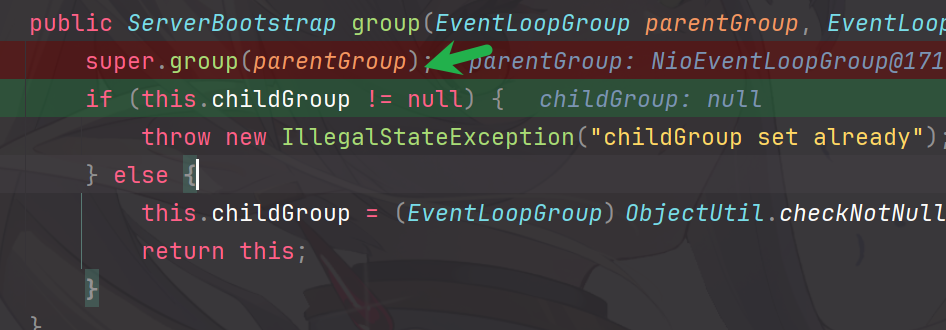 public ServerBootstrap group(EventLoopGroup parentGroup, EventLoop
super.group(parentGroup); parentGroup: NioEventLoopGroup@171
if (this.childGroup != null) { childGroup: null
throw new IllegalStateException("childGroup set already");
} else {
this.childGroup = (EventLoopGroup) ObjectUtil.checkNotNull
return this;
}
}